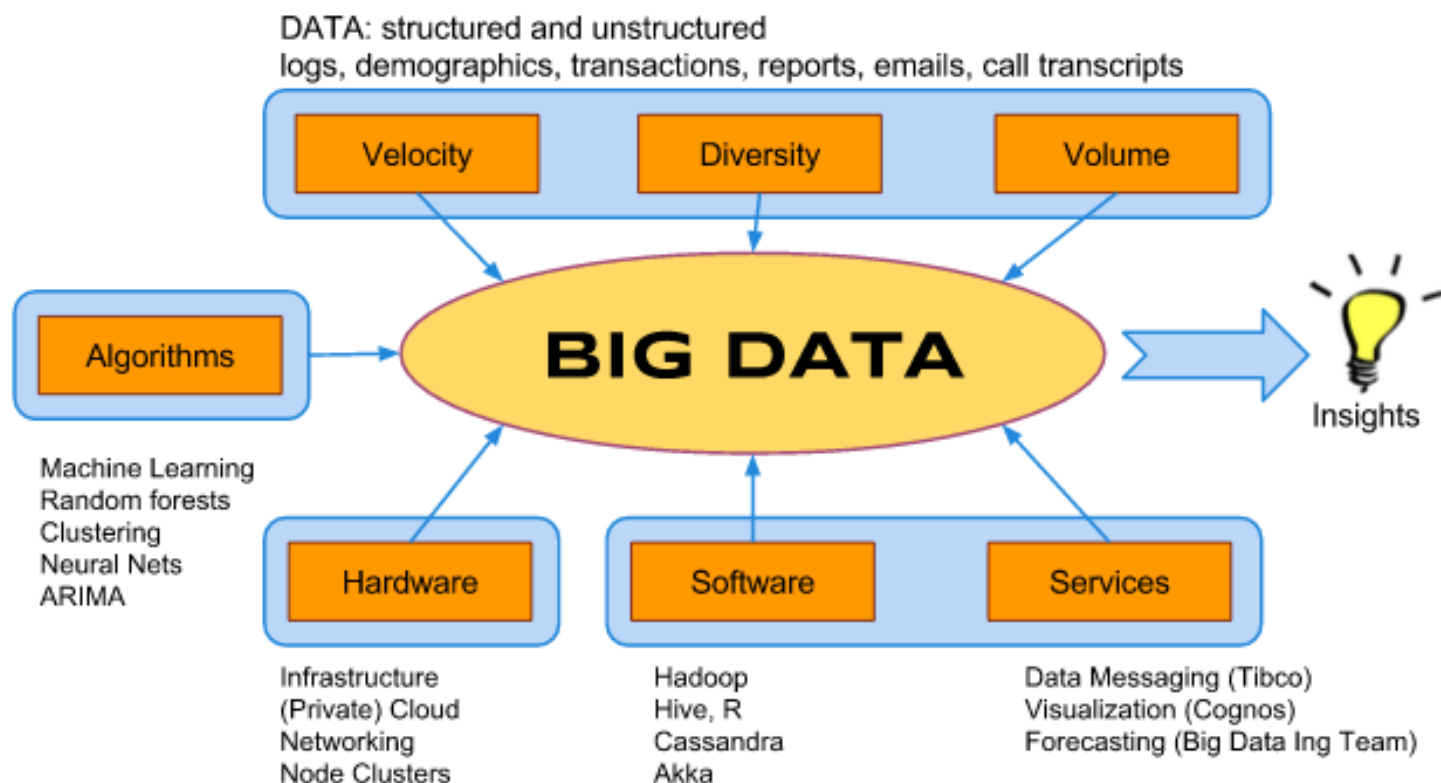 DATA: structured and unstructured
logs, demographics, transactions, reports, emails, call transcripts
Velocity
Diversity
Volume
Algorithms
BIG DATA
Insights
Machine Learning
Random forests
Clustering
Neural Nets
ARIMA
Hardware
Software
Services
Infrastructure
(Private) Cloud
Networking
Node Clusters
Hadoop
Hive, R
Cassandra
Akka
Data Messaging (Tibco)
Visualization (Cognos)
Forecasting (Big Data Ing Team)